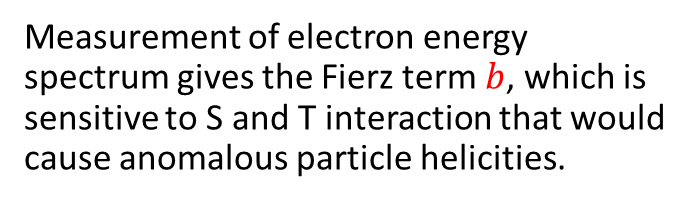 Measurement of electron energy
spectrum gives the Fierz term b, which is
sensitive to S and T interaction that would
cause anomalous particle helicities.